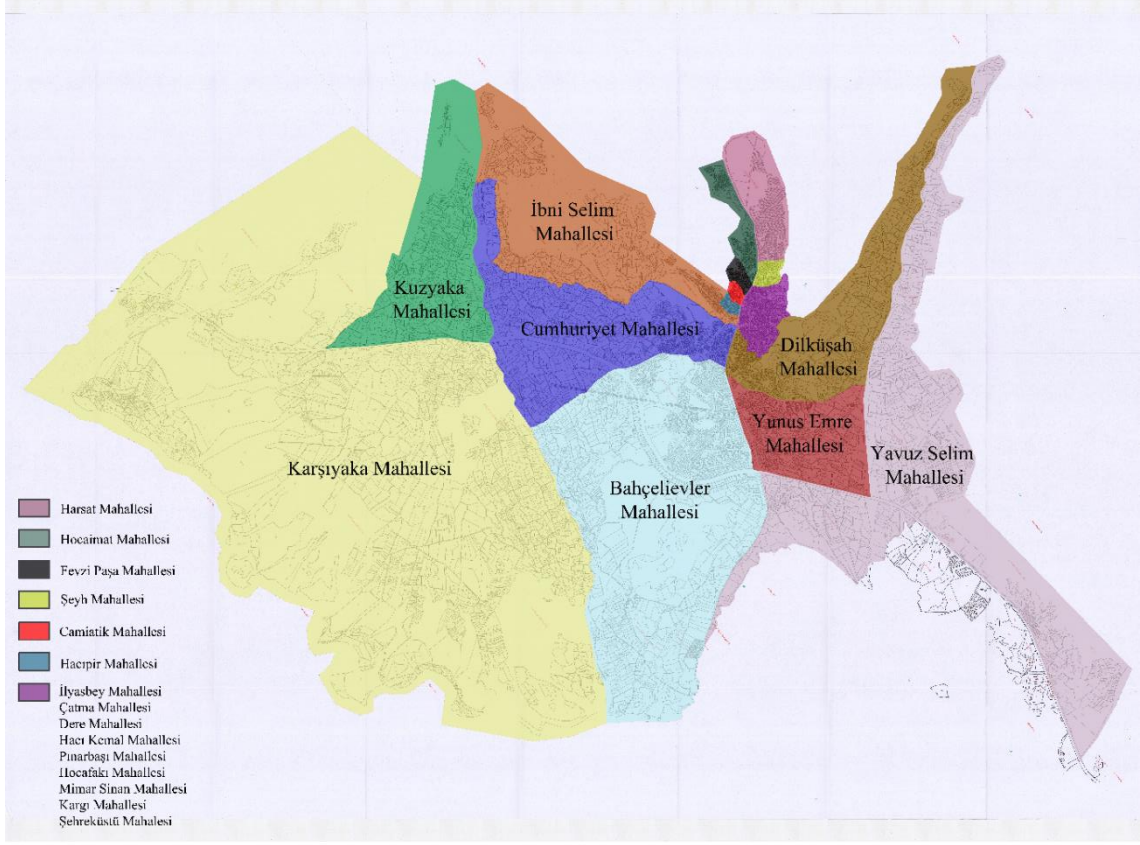 İbni Selim
Mahallesi
Kuzyaka
Mahallesi
Cumhuriyet Mahallesi
Dilküşah
Mahallesi
Yunus Emre
Mahallesi
Yavuz Selim
Mahallesi
Karşıyaka Mahallesi
Bahçelievler
Mahallesi
Harsat Mahallesi
Hocaimat Mahallesi
Fevzi Paşa Mahallesi
Şeyh Mahallesi
Camiatik Mahallesi
Hacıpir Mahallesi
İlyasbey Mahallesi
Çatma Mahallesi
Dere Mahallesi
Hacı Kemal Mahallesi
Pınarbaşı Mahallesi
Hocafakı Mahallesi
Mimar Sinan Mahallesi
Kargı Mahallesi
Şehreküstü Mahalesi